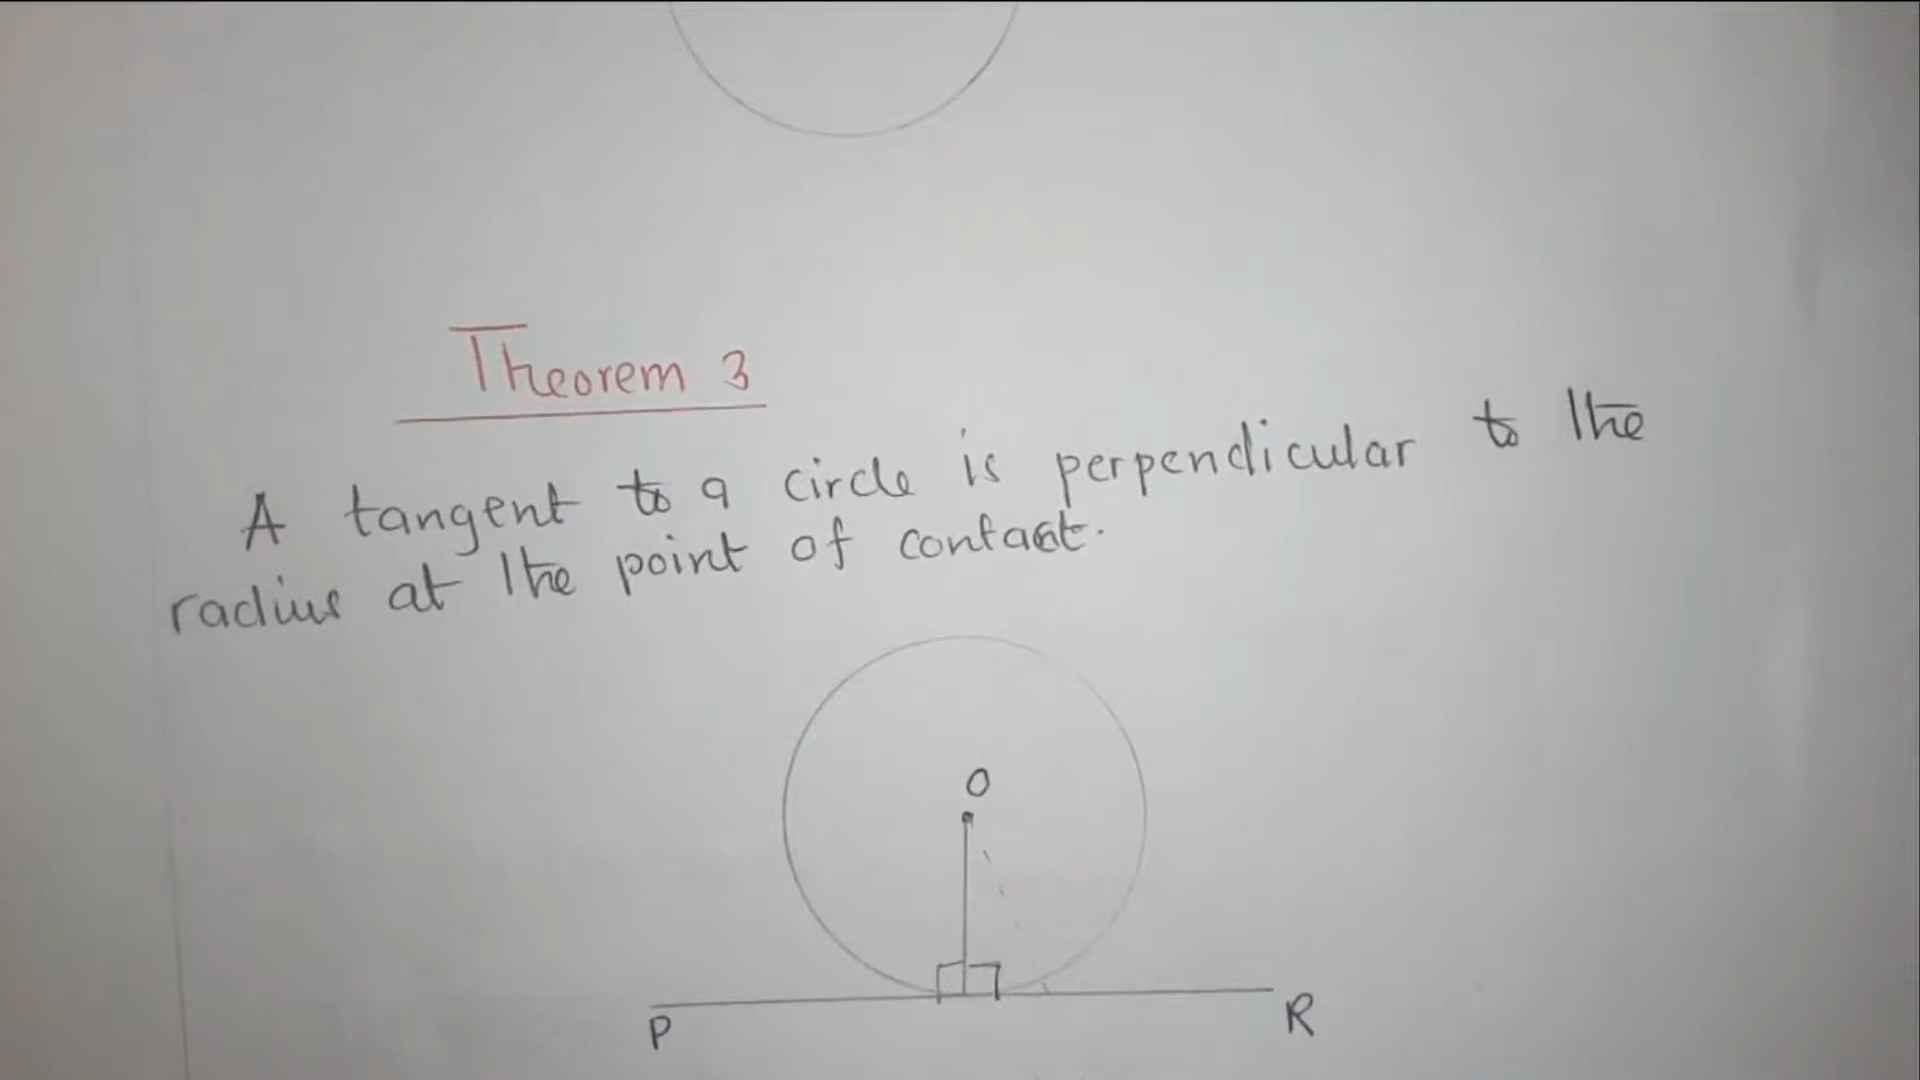 Theorem 3
A tangent to a circle is perpendicular to the
radius at the point of contact.
O
P
R